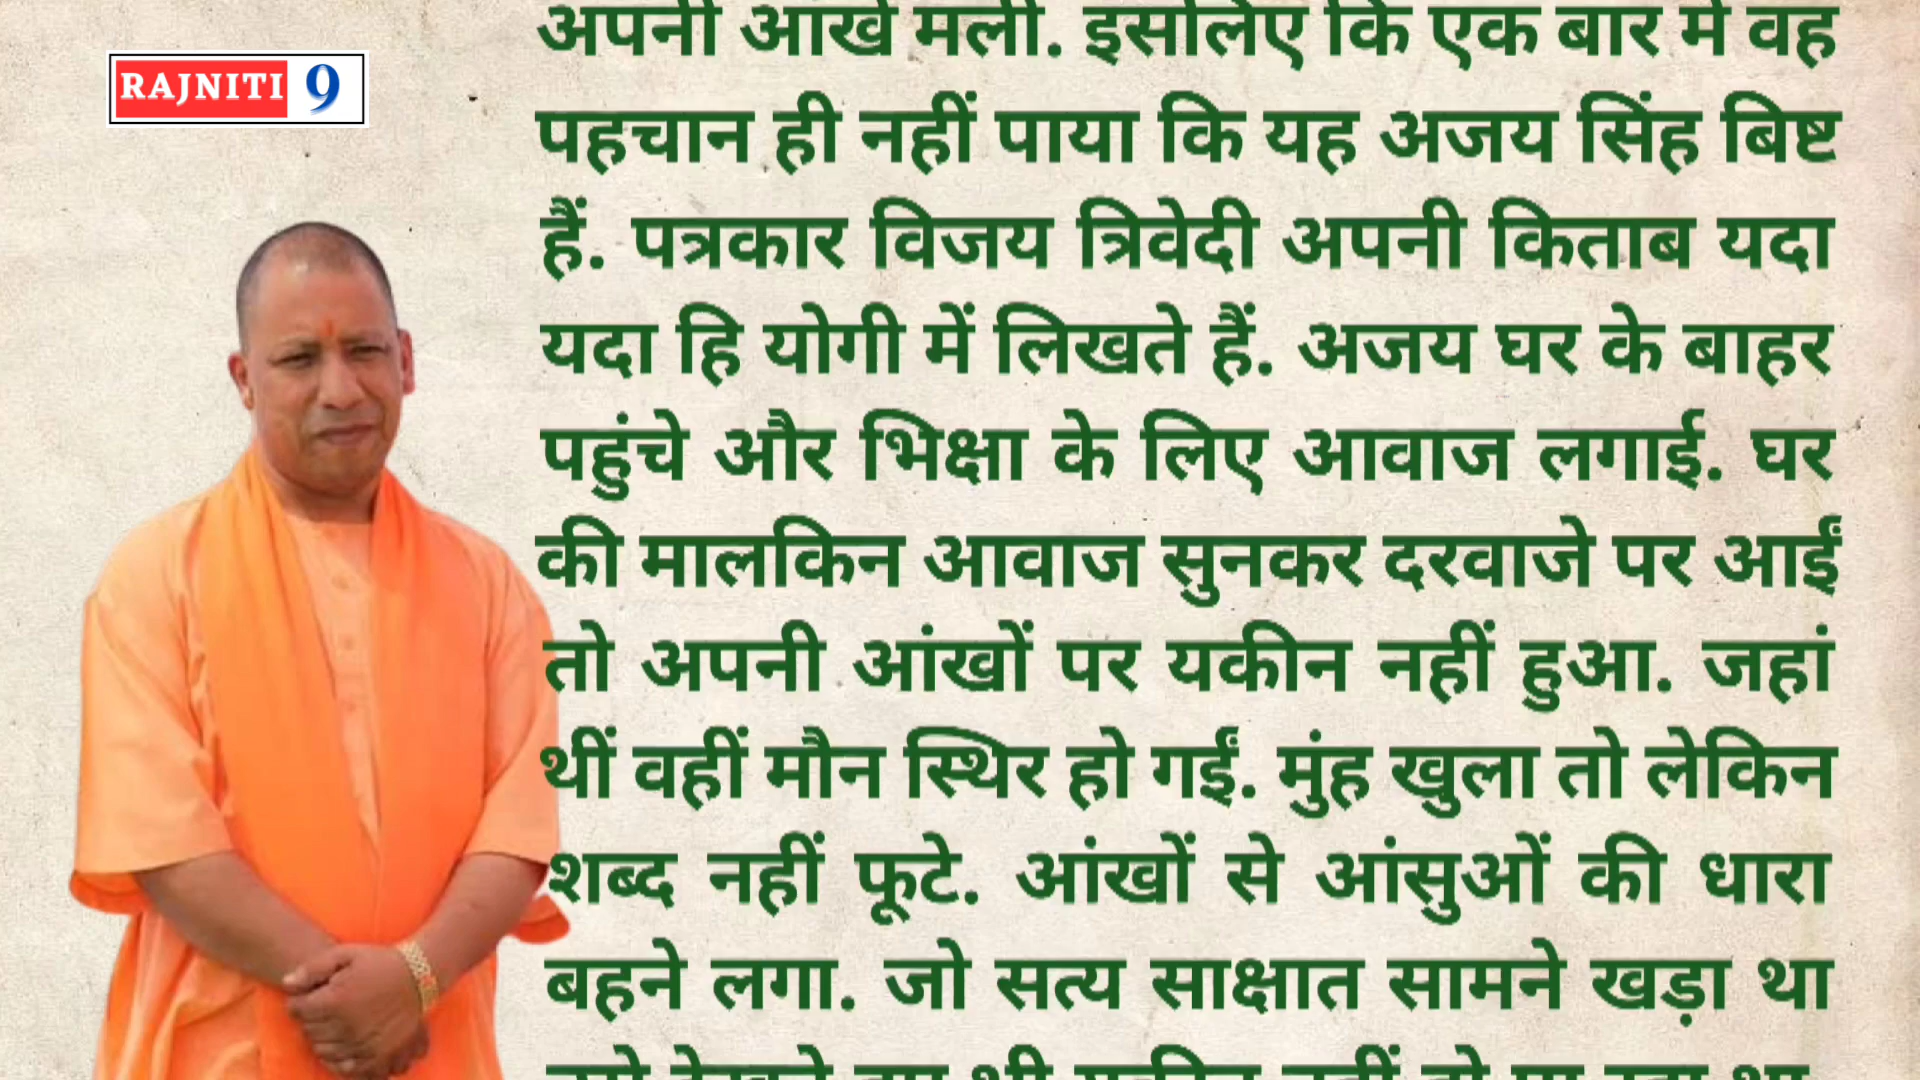 RAJNITI 9
अपनी आंखें मलीं. इसलिए कि एक बार में वह
पहचान ही नहीं पाया कि यह अजय सिंह बिष्ट
हैं. पत्रकार विजय त्रिवेदी अपनी किताब यदा
यदा हि योगी में लिखते हैं. अजय घर के बाहर
पहुंचे और भिक्षा के लिए आवाज लगाई. घर
की मालकिन आवाज सुनकर दरवाजे पर आईं
तो अपनी आंखों पर यकीन नहीं हुआ. जहां
थीं वहीं मौन स्थिर हो गईं. मुंह खुला तो लेकिन
शब्द नहीं फूटे. आंखों से आंसुओं की धारा
बहने लगा. जो सत्य साक्षात सामने खड़ा था